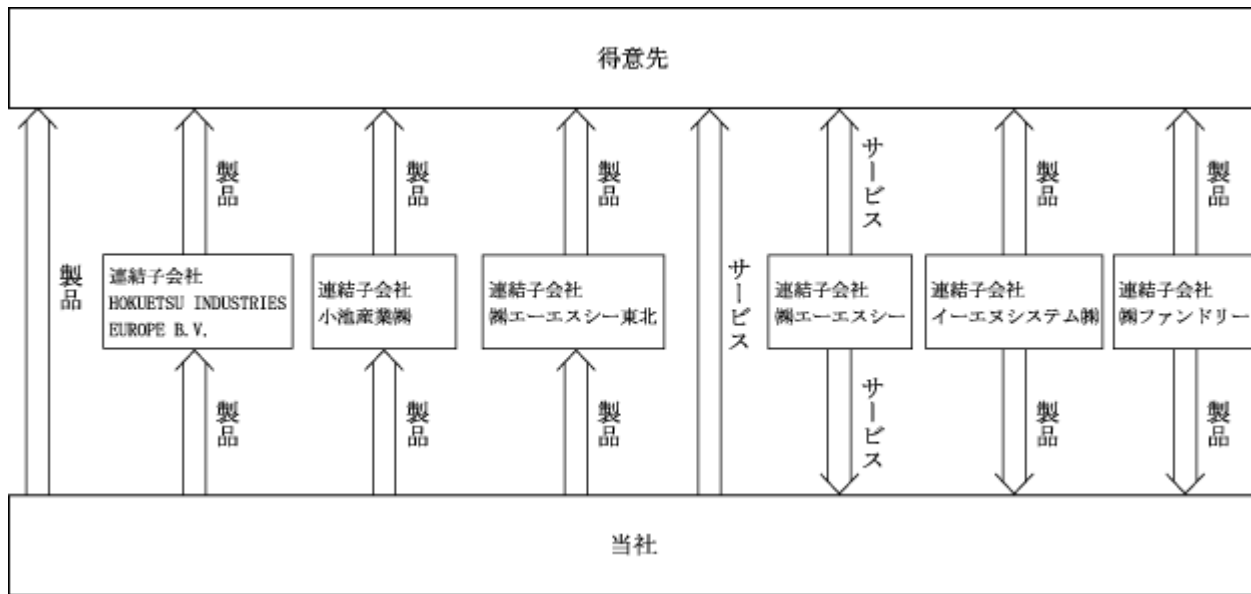 得意先
製品
製品
製品
サービス
製品
製品
製品
サービス
連結子会社
HOKUETSU INDUSTRIES
EUROPE B.V.
連結子会社
小池産業㈱
連結子会社
㈱エーエスシー東北
連結子会社
㈱エーエスシー
連結子会社
イーエヌシステム㈱
連結子会社
㈱ファンドリー
製品
製品
製品
サービス
製品
製品
当社